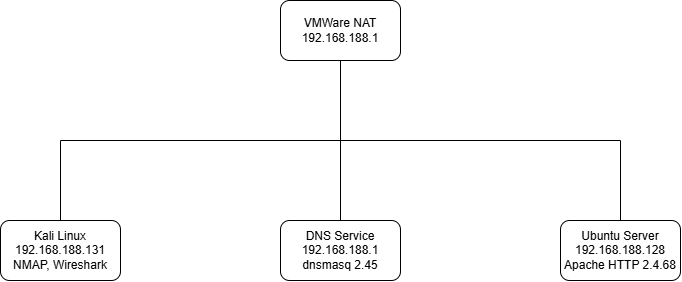 VMWare NAT
192.168.188.1
Kali Linux
192.168.188.131
NMAP, Wireshark
DNS Service
192.168.188.1
dnsmasq 2.45
Ubuntu Server
192.168.188.128
Apache HTTP 2.4.68